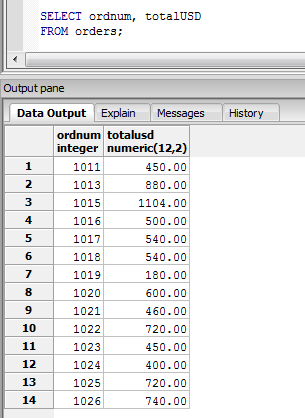 SELECT ordnum, totalUSD
FROM orders;
Output pane
Data Output Explain Messages History
ordnum totalusd
integer numeric(12,2)
1 1011 450.00
2 1013 880.00
3 1015 1104.00
4 1016 500.00
5 1017 540.00
6 1018 540.00
7 1019 180.00
8 1020 600.00
9 1021 460.00
10 1022 720.00
11 1023 450.00
12 1024 400.00
13 1025 720.00
14 1026 740.00